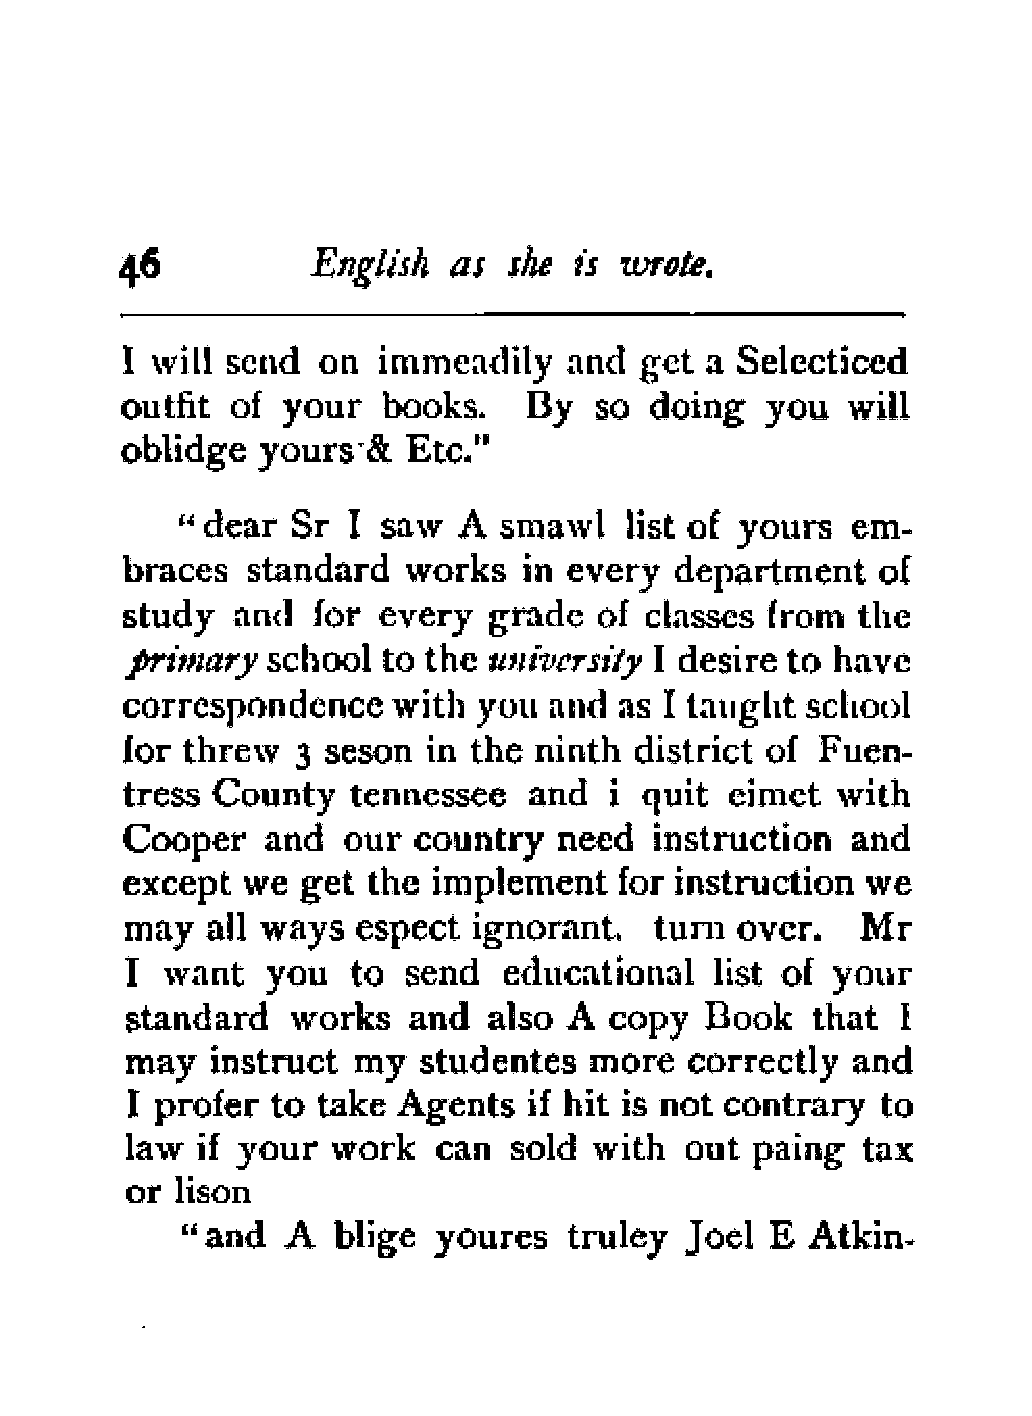 46 English as she is wrote.
I will send on immeadily and get a Selecticed
outfit of your books. By so doing you will
oblidge yours & Etc."
"dear Sr I saw A smawl list of yours em-
braces standard works in every department of
study and for every grade of classes from the
primary school to the university I desire to have
correspondence with you and as I taught school
for threw 3 seson in the ninth district of Fuen-
tress County tennessee and i quit eimet with
Cooper and our country need instruction and
except we get the implement for instruction we
may all ways espect ignorant. turn over. Mr
I want you to send educational list of your
standard works and also A copy Book that I
may instruct my studentes more correctly and
I profer to take Agents if hit is not contrary to
law if your work can sold with out paing tax
or lison
"and A blige youres truley Joel E Atkin-